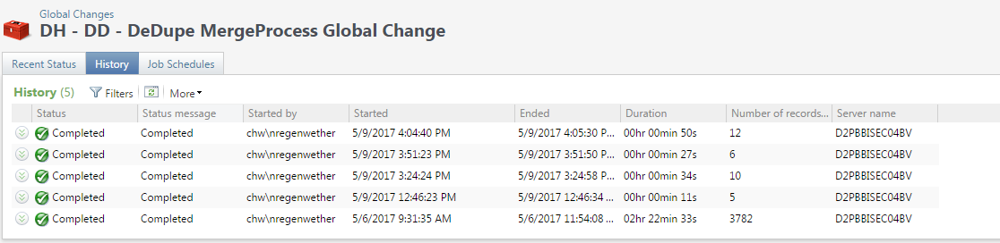 Global Changes
DH - DD - DeDupe MergeProcess Global Change
Recent Status History Job Schedules
History (5) Filters More
Status Status message Started by Started Ended Duration Number of records... Server name
Completed Completed chw\nregenwether 5/9/2017 4:04:40 PM 5/9/2017 4:05:30 P... 00hr 00min 50s 12 D2PBBISEC04BV
Completed Completed chw\nregenwether 5/9/2017 3:51:23 PM 5/9/2017 3:51:50 P... 00hr 00min 27s 6 D2PBBISEC04BV
Completed Completed chw\nregenwether 5/9/2017 3:24:24 PM 5/9/2017 3:24:58 P... 00hr 00min 34s 10 D2PBBISEC04BV
Completed Completed chw\nregenwether 5/9/2017 12:46:23 PM 5/9/2017 12:46:34 ... 00hr 00min 11s 5 D2PBBISEC04BV
Completed Completed chw\nregenwether 5/6/2017 9:31:35 AM 5/6/2017 11:54:08 ... 02hr 22min 33s 3782 D2PBBISEC04BV